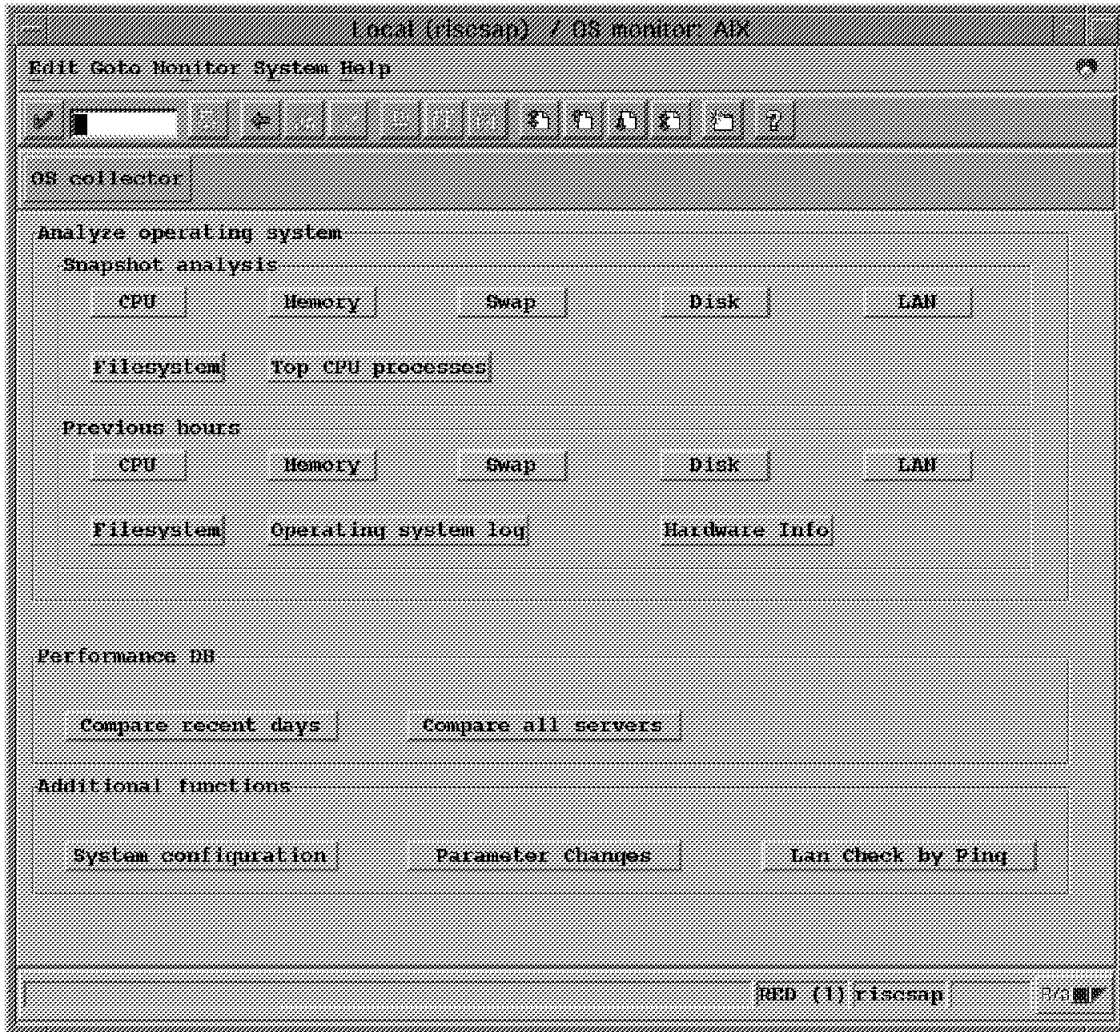 Local (riscsap) / OS monitor: AIX
Edit Goto Monitor System Help
OS collector
Analyze operating system
Snapshot analysis
CPU Memory Swap Disk LAN
Filesystem Top CPU processes
Previous hours
CPU Memory Swap Disk LAN
Filesystem Operating system log Hardware Info
Performance DB
Compare recent days Compare all servers
Additional functions
System configuration Parameter Changes Lan Check by Ping
RED (1) riscsap R/3